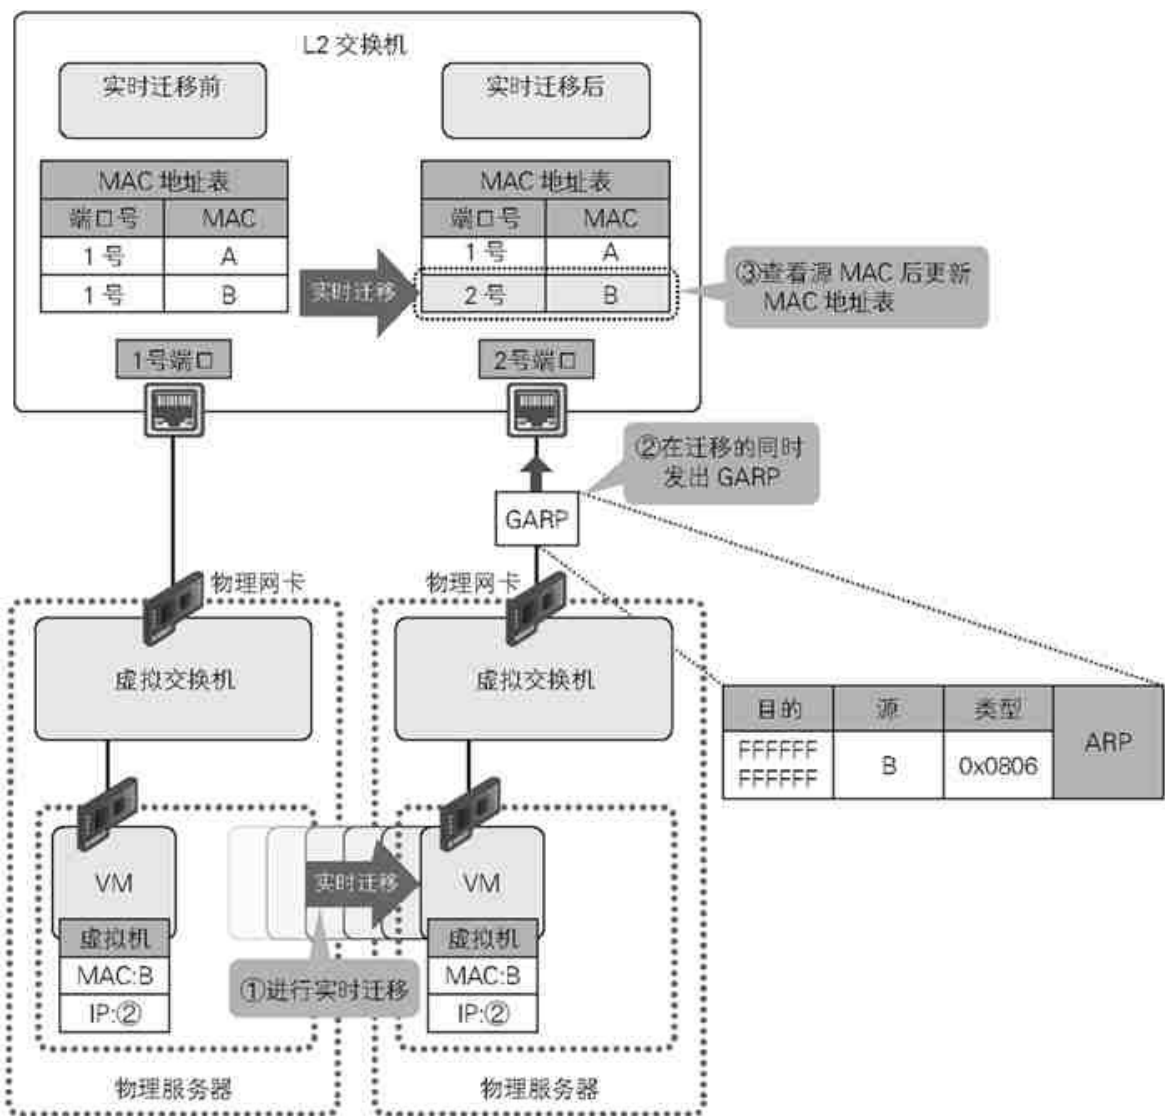 L2 交换机
实时迁移前
实时迁移后
MAC 地址表
端口号 MAC
1 号 A
1 号 B
实时迁移
MAC 地址表
端口号 MAC
1 号 A
2 号 B
③查看源 MAC 后更新
MAC 地址表
1号端口
2号端口
②在迁移的同时
发出 GARP
GARP
物理网卡
物理网卡
虚拟交换机
虚拟交换机
目的 源 类型 ARP
FFFFFF
FFFFFF
B 0x0806
VM
实时迁移
VM
虚拟机
MAC:B
IP:②
①进行实时迁移
虚拟机
MAC:B
IP:②
物理服务器
物理服务器